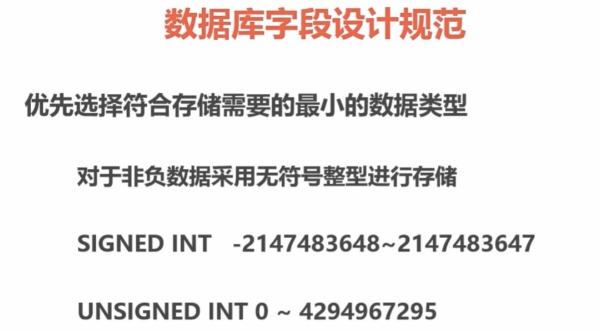 数据库字段设计规范
优先选择符合存储需要的最小的数据类型
对于非负数据采用无符号整型进行存储
SIGNED INT -2147483648~2147483647
UNSIGNED INT 0 ~ 4294967295